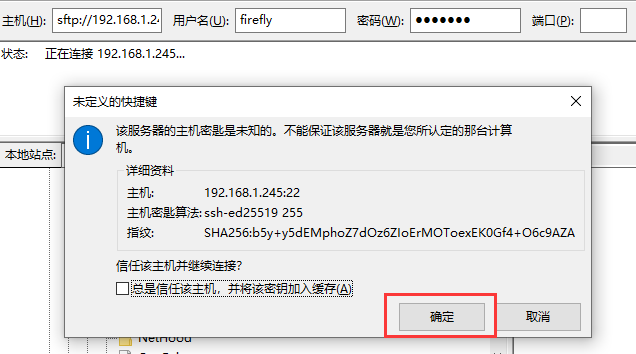 主机(H): sftp://192.168.1.24 用户名(U): firefly 密码(W): ●●●●●●● 端口(P):
状态: 正在连接 192.168.1.245...
未定义的快捷键
该服务器的主机密匙是未知的。不能保证该服务器就是您所认定的那台计算
机。
本地站点:
详细资料
主机: 192.168.1.245:22
主机密匙算法: ssh-ed25519 255
指纹: SHA256:b5y+y5dEMphoZ7dOz6ZIoErMOToexEK0Gf4+O6c9AZA
信任该主机并继续连接?
总是信任该主机，并将该密钥加入缓存(A)
确定 取消
NetHood